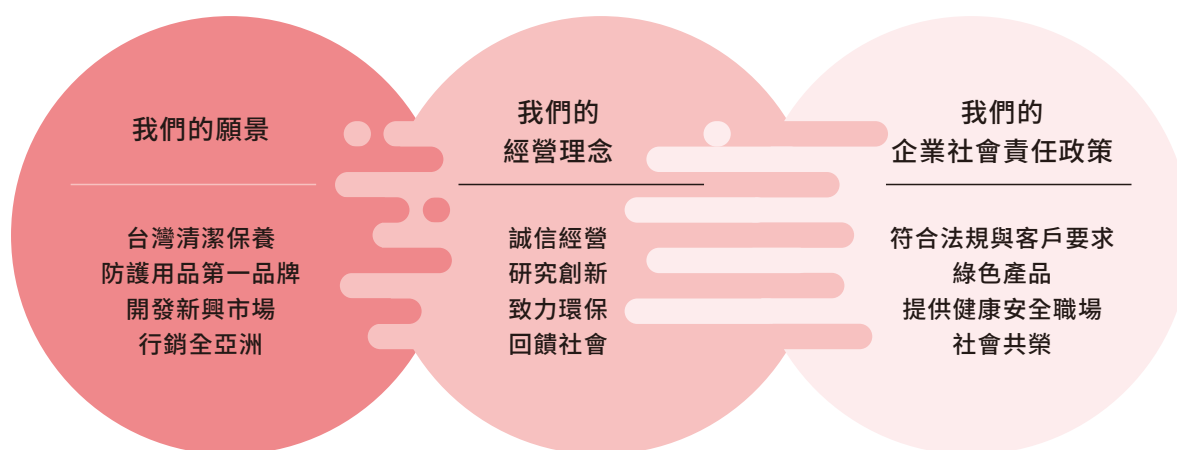 我們的願景
台灣清潔保養
防護用品第一品牌
開發新興市場
行銷全亞洲
我們的
經營理念
誠信經營
研究創新
致力環保
回饋社會
我們的
企業社會責任政策
符合法規與客戶要求
綠色產品
提供健康安全職場
社會共榮